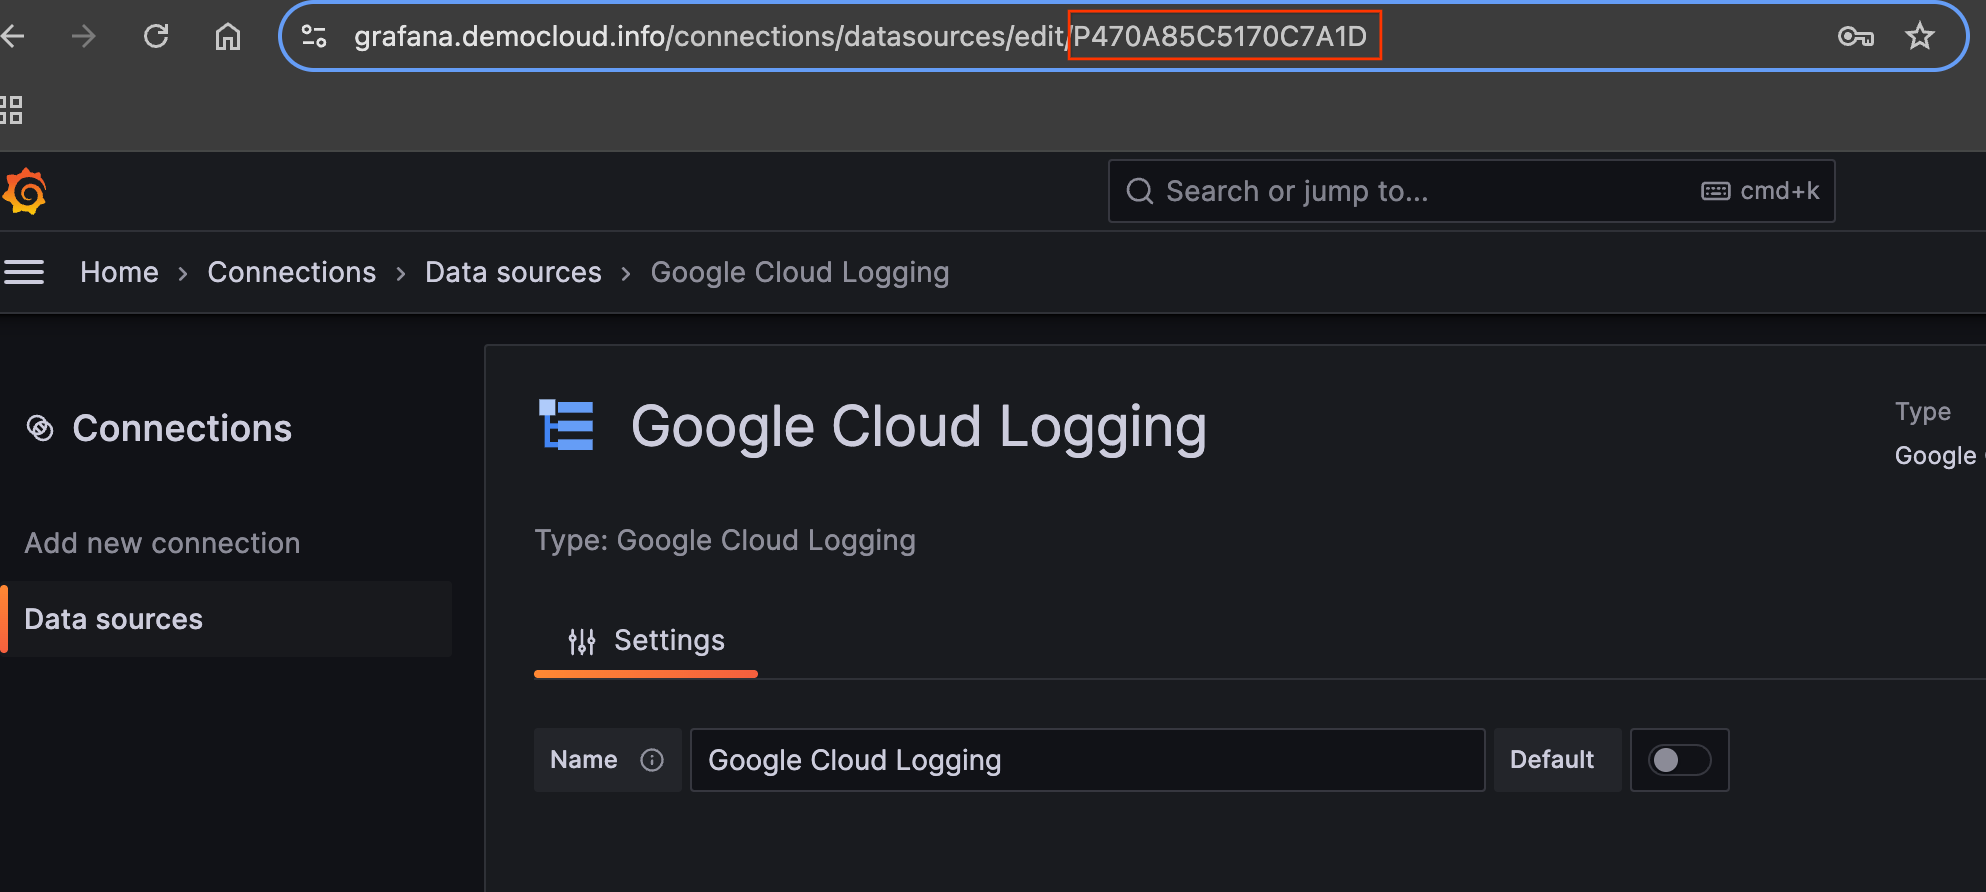 grafana.democloud.info/connections/datasources/edit/P470A85C5170C7A1D
Search or jump to... cmd+k
Home › Connections › Data sources › Google Cloud Logging
Connections
Add new connection
Data sources
Google Cloud Logging
Type
Google
Type: Google Cloud Logging
Settings
Name Google Cloud Logging Default